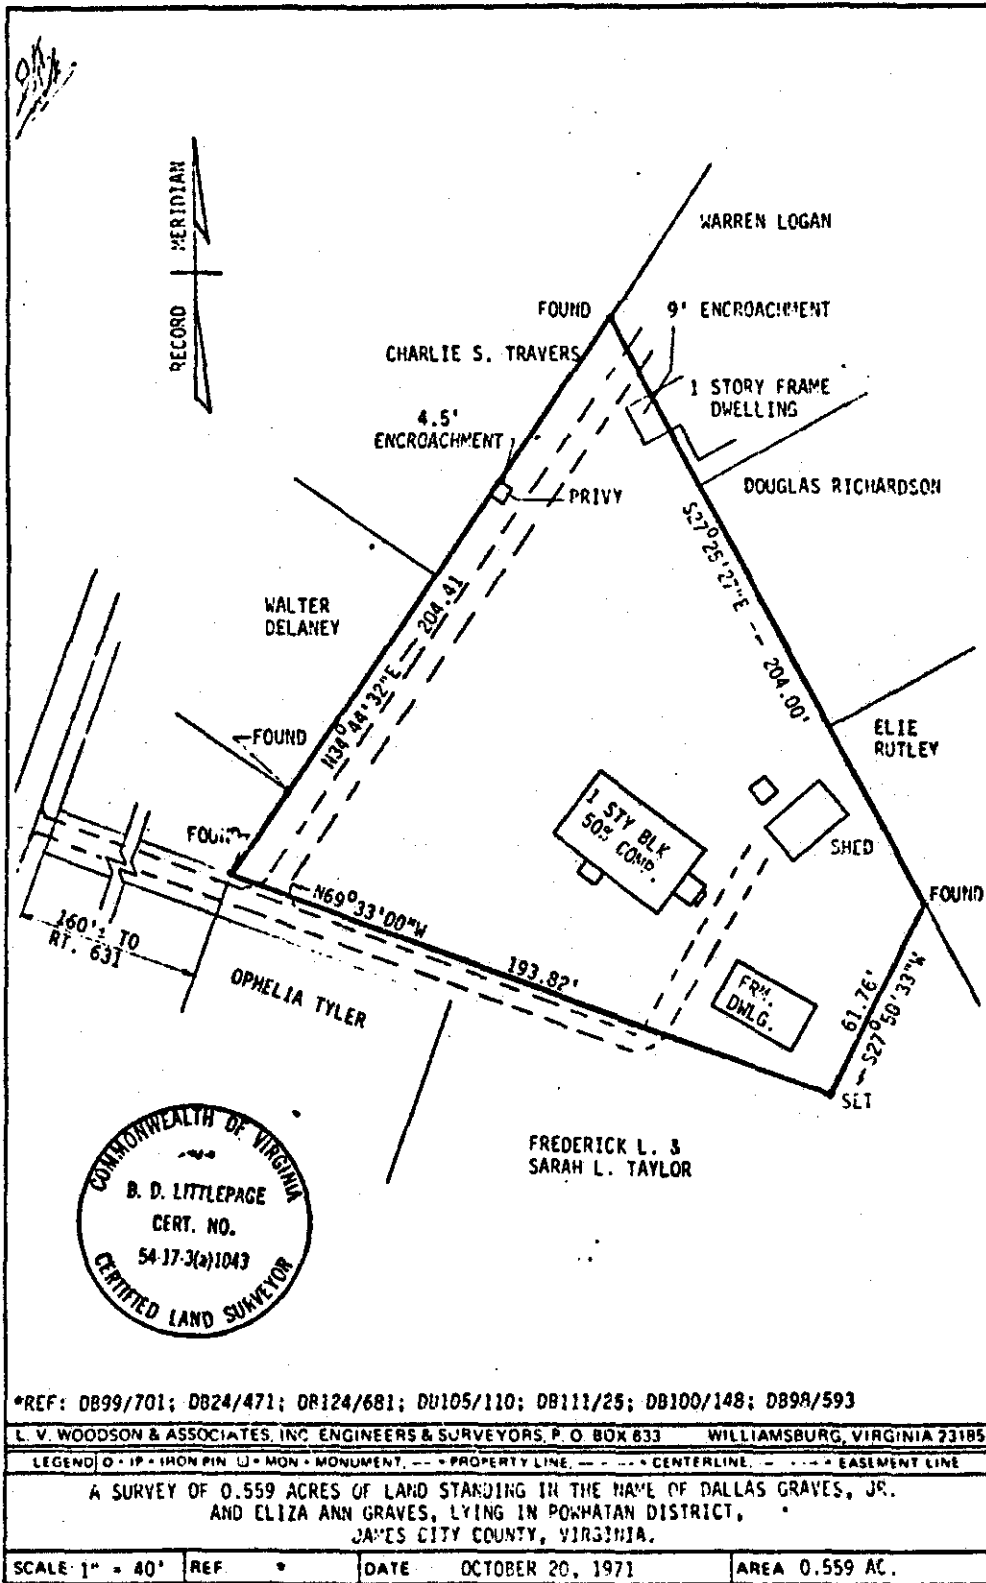 RECORD MERIDIAN
WARREN LOGAN
FOUND
9' ENCROACHMENT
CHARLIE S. TRAVERS
1 STORY FRAME
DWELLING
4.5'
ENCROACHMENT
PRIVY
DOUGLAS RICHARDSON
S27°25'27"E -- 204.00'
WALTER
DELANEY
N34°44'32"E -- 204.41
FOUND
ELIE
RUTLEY
1 STY BLK
50% COMP.
SHED
FOUND
FOUND
N69°33'00"W
193.82'
160'± TO
RT. 631
OPHELIA TYLER
FRM.
DWLG.
61.76'
S27°50'33"W
SET
FREDERICK L. &
SARAH L. TAYLOR
COMMONWEALTH OF VIRGINIA
B. D. LITTLEPAGE
CERT. NO.
54-17-3(a)1043
CERTIFIED LAND SURVEYOR
*REF: DB99/701; DB24/471; DB124/681; DB105/110; DB111/25; DB100/148; DB98/593
L. V. WOODSON & ASSOCIATES, INC. ENGINEERS & SURVEYORS, P. O. BOX 633 WILLIAMSBURG, VIRGINIA 23185
LEGEND O - IP - IRON PIN □ - MON - MONUMENT, -- - PROPERTY LINE, — - -- - CENTERLINE, — - -- - EASEMENT LINE
A SURVEY OF 0.559 ACRES OF LAND STANDING IN THE NAME OF DALLAS GRAVES, JR.
AND ELIZA ANN GRAVES, LYING IN POWHATAN DISTRICT,
JAMES CITY COUNTY, VIRGINIA.
SCALE: 1" = 40' REF. * DATE OCTOBER 20, 1971 AREA 0.559 AC.